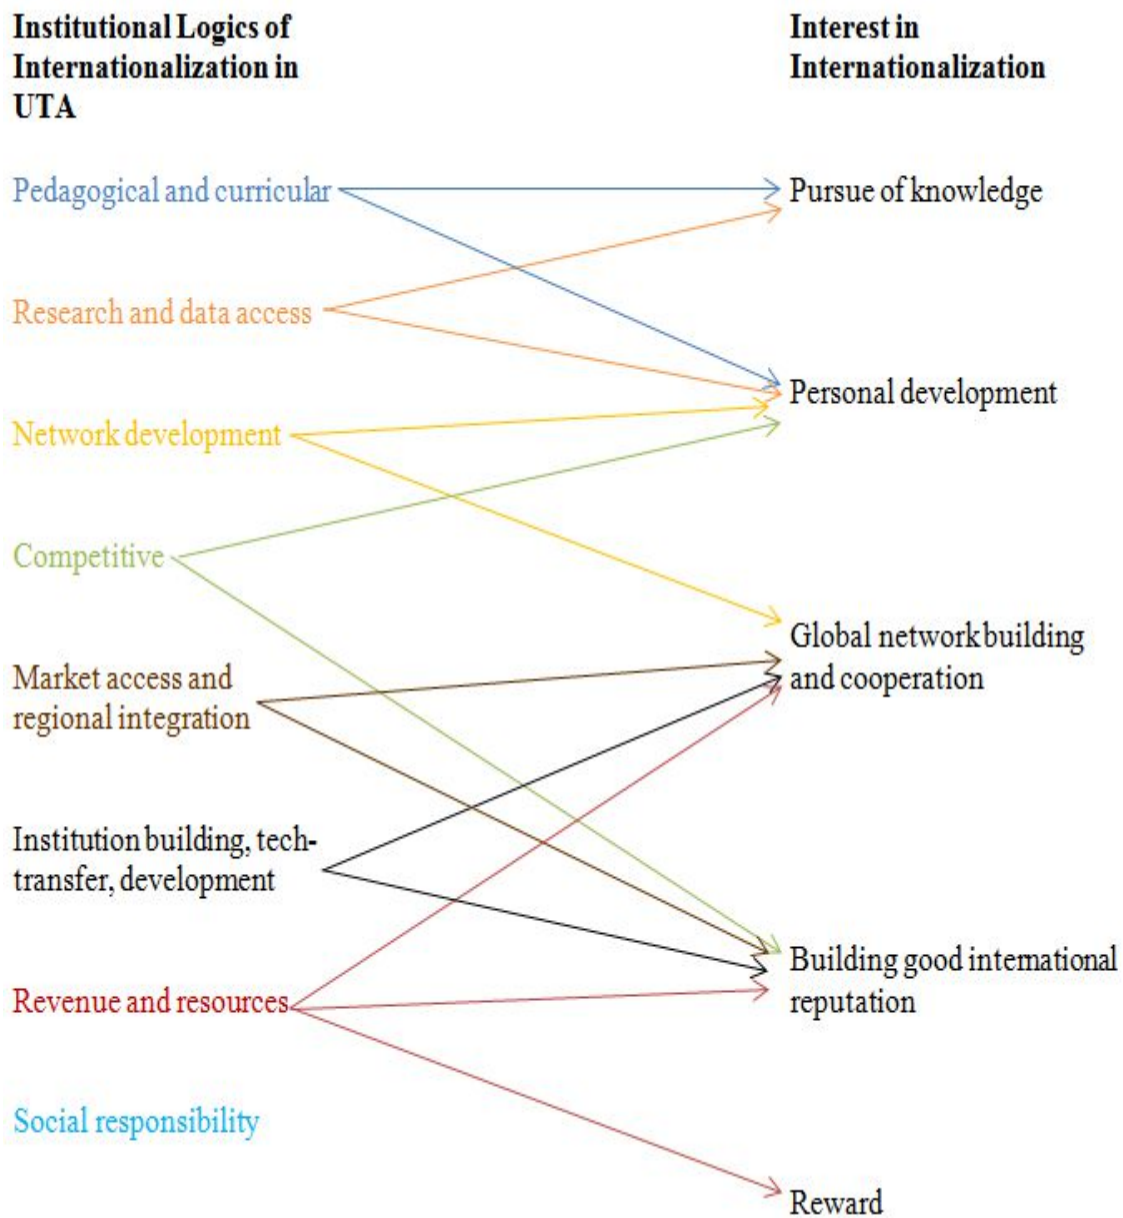 Institutional Logics of
Internationalization in
UTA
Interest in
Internationalization
Pedagogical and curricular
Pursue of knowledge
Research and data access
Personal development
Network development
Competitive
Global network building
and cooperation
Market access and
regional integration
Institution building, tech-
transfer, development
Building good international
reputation
Revenue and resources
Social responsibility
Reward